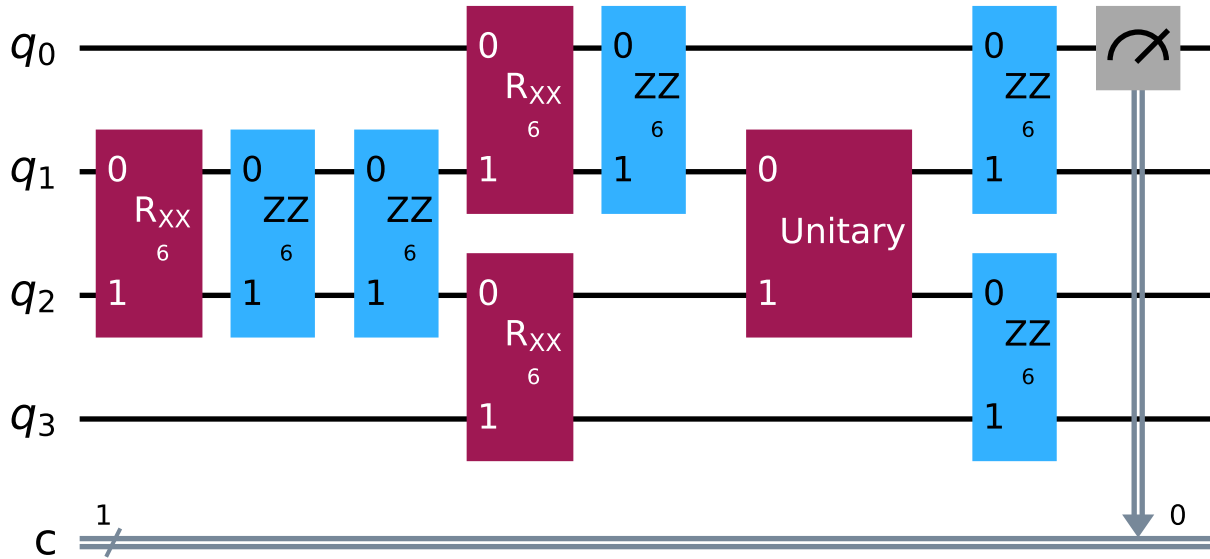 q0 0 0 0
RXX ZZ ZZ
6 6 6
q1 0 0 0 1 1 0 1
RXX ZZ ZZ Unitary
6 6 6
q2 1 1 1 0 1 0
RXX ZZ
6 6
q3 1 1
1 0
c